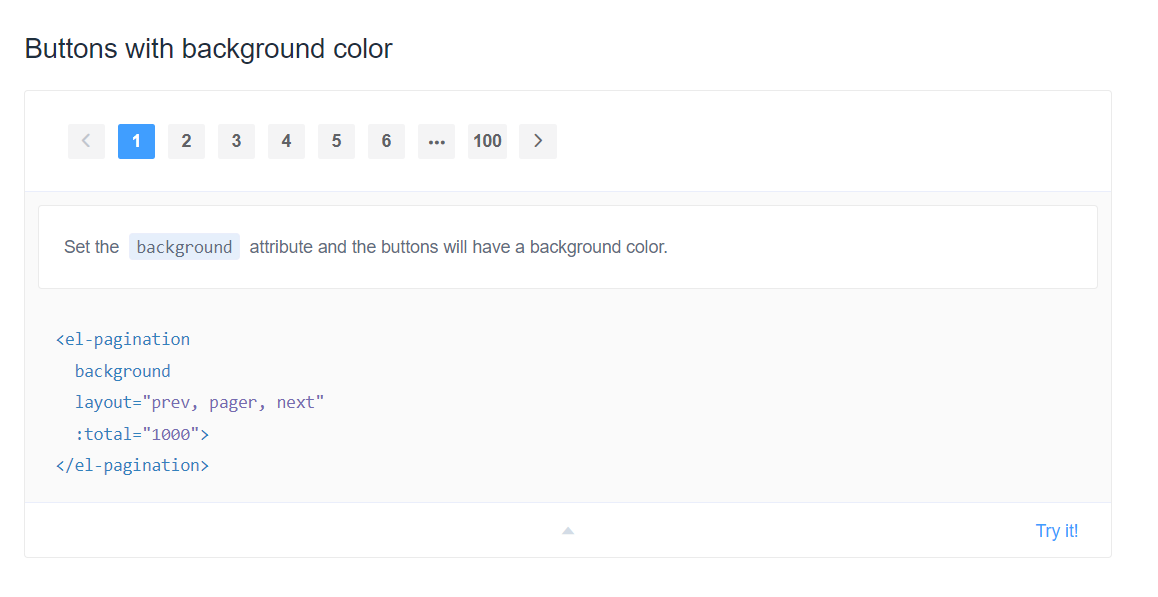 Buttons with background color
1 2 3 4 5 6 ... 100
Set the background attribute and the buttons will have a background color.
<el-pagination
  background
  layout="prev, pager, next"
  :total="1000">
</el-pagination>
Try it!